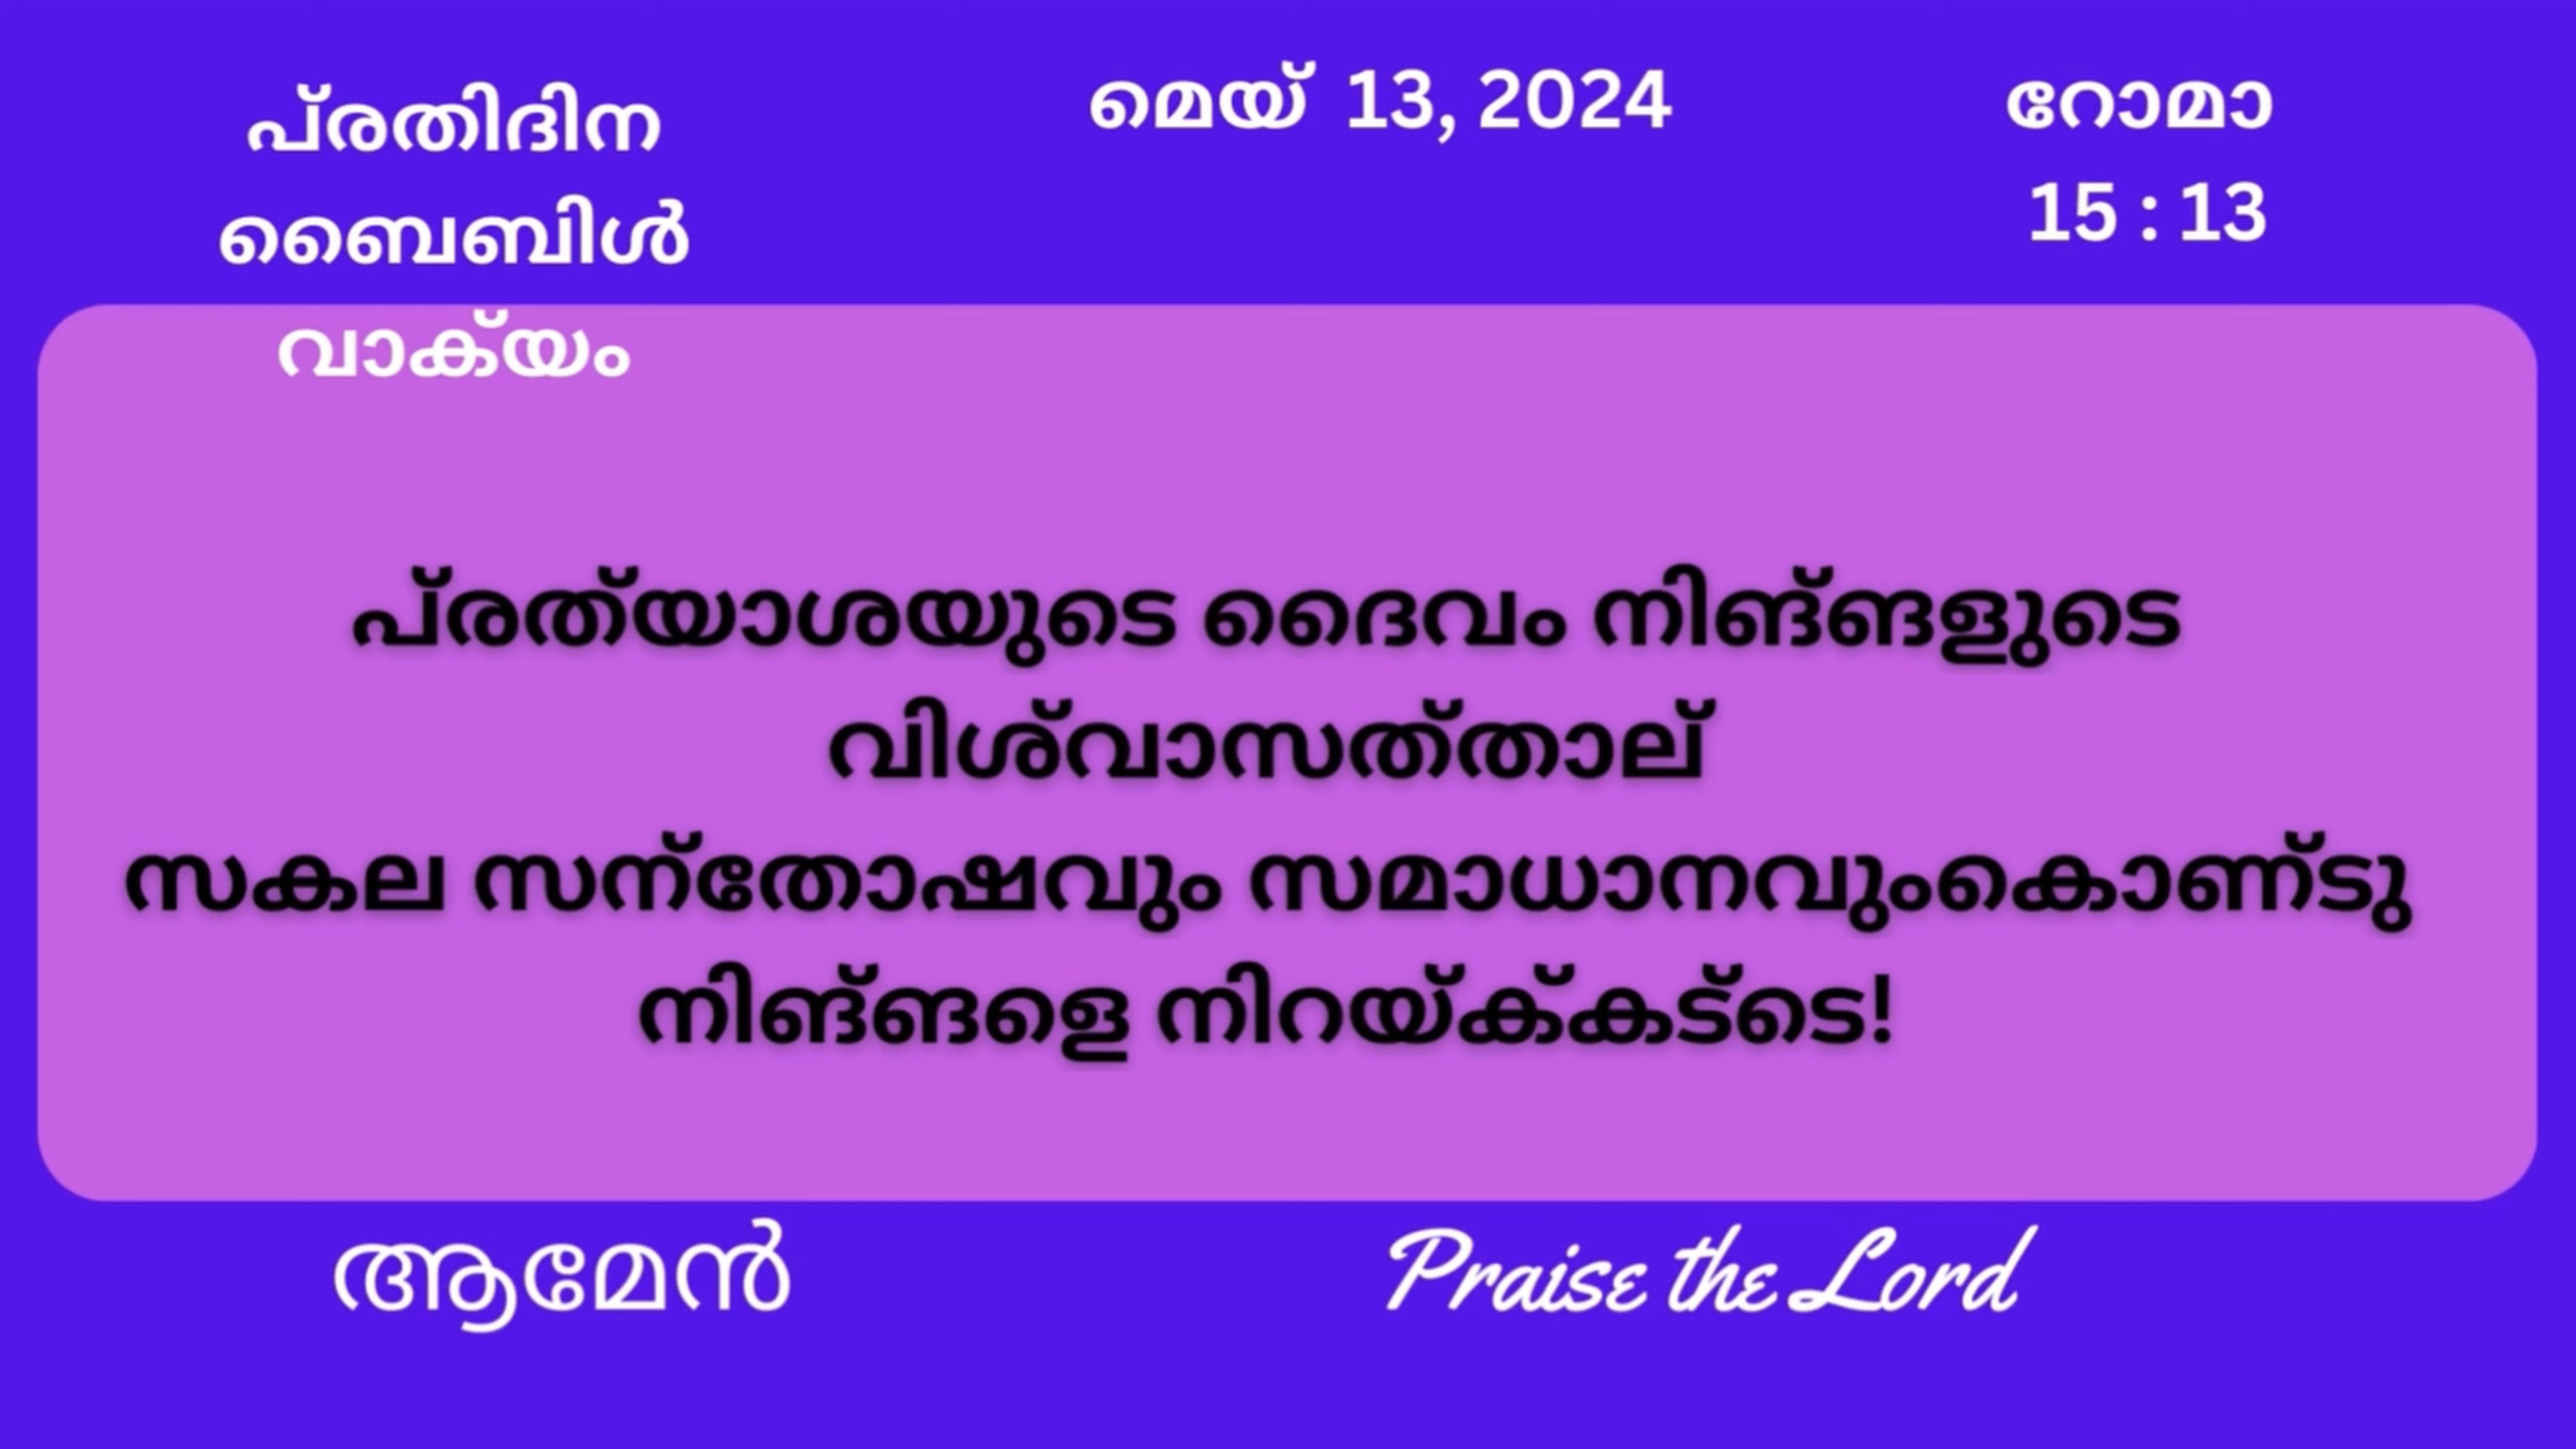 പ്രതിദിന
ബൈബിൾ
വാക്യം
മെയ് 13, 2024
റോമാ
15 : 13
പ്രത്യാശയുടെ ദൈവം നിങ്ങളുടെ
വിശ്വാസത്താല്
സകല സന്തോഷവും സമാധാനവുംകൊണ്ടു
നിങ്ങളെ നിറയ്ക്കട്ടെ!
ആമേൻ
Praise the Lord